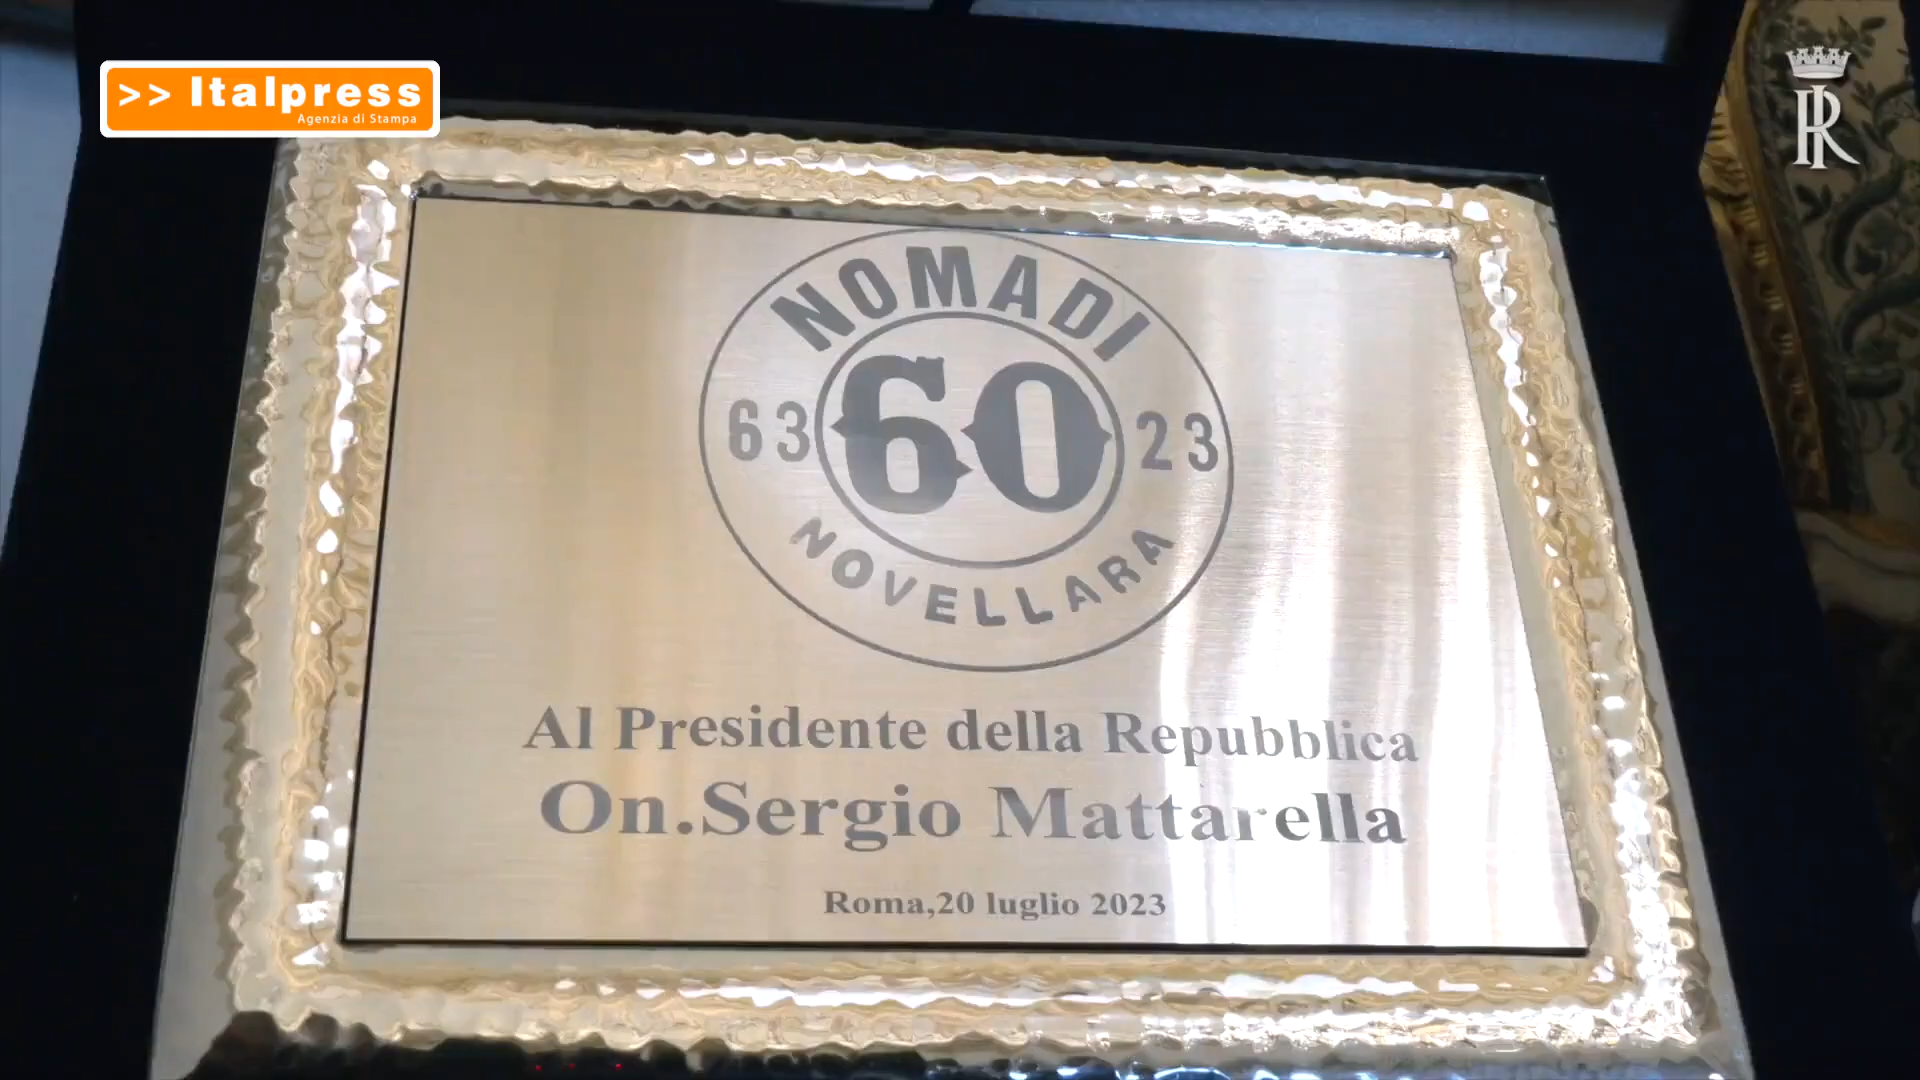 >> Italpress
Agenzia di Stampa
IR
NOMADI
63 60 23
NOVELLARA
Al Presidente della Repubblica
On.Sergio Mattarella
Roma,20 luglio 2023